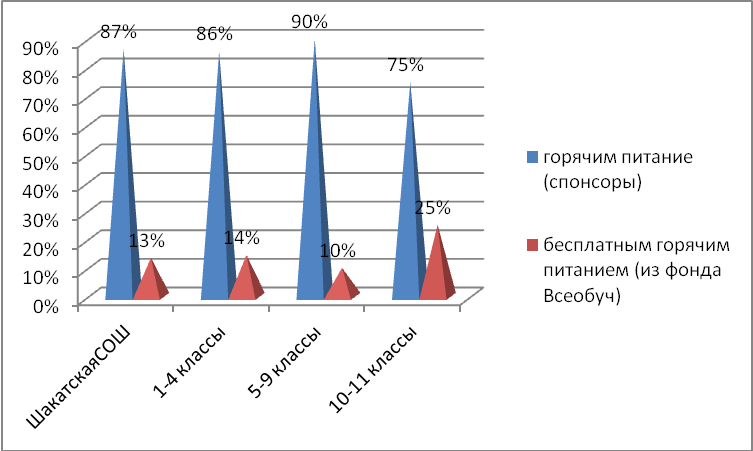 87%
86%
90%
75%
90%
80%
70%
60%
50%
40%
30%
20%
10%
0%
13%
14%
10%
25%
ШакатскаяСОШ
1-4 классы
5-9 классы
10-11 классы
горячим питание
(спонсоры)
бесплатным горячим
питанием (из фонда
Всеобуч)